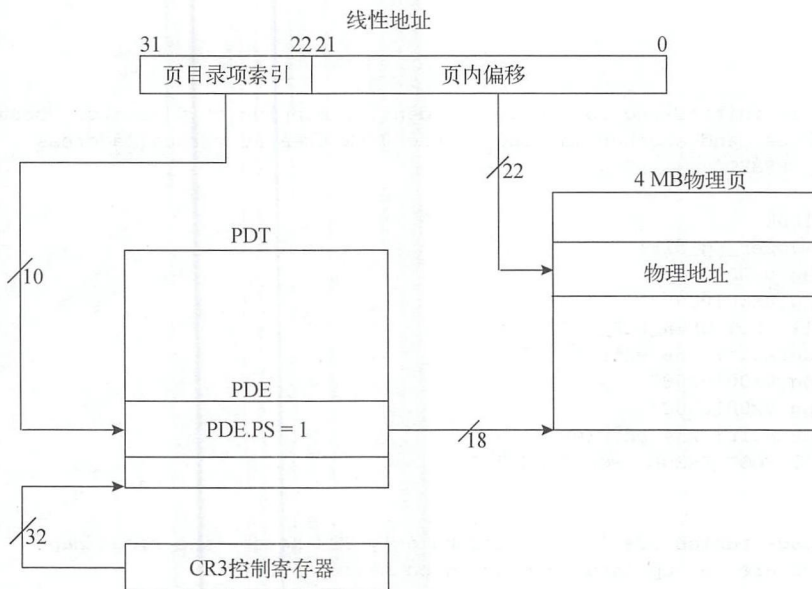 线性地址
31 22 21 0
页目录项索引 页内偏移
22
4 MB物理页
PDT
物理地址
10
PDE
PDE.PS = 1
18
32
CR3控制寄存器